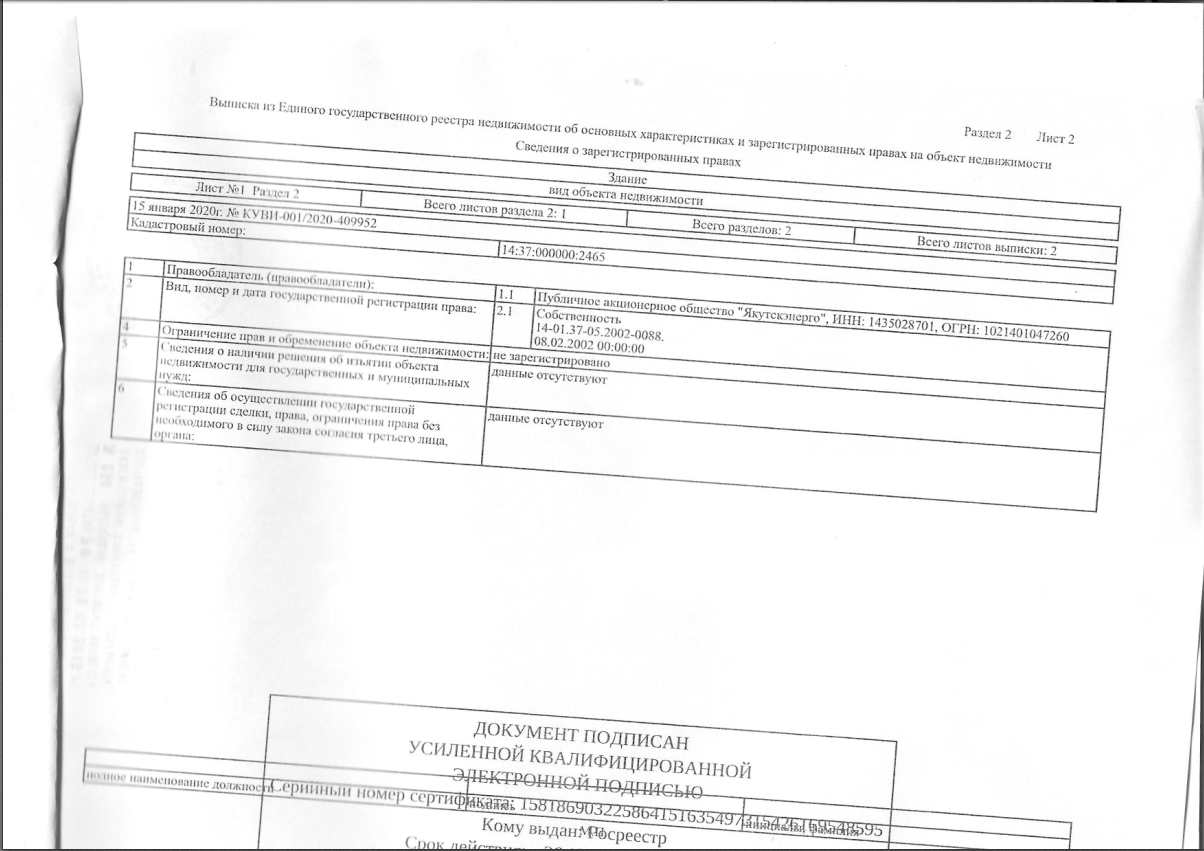 Раздел 2 Лист 2
Выписка из Единого государственного реестра недвижимости об основных характеристиках и зарегистрированных правах на объект недвижимости
Сведения о зарегистрированных правах
Здание
вид объекта недвижимости
Лист №1 Раздел 2 Всего листов раздела 2: 1 Всего разделов: 2 Всего листов выписки: 2
15 января 2020г. № КУВИ-001/2020-409952
Кадастровый номер: 14:37:000000:2465
1 Правообладатель (правообладатели): 1.1 Публичное акционерное общество "Якутскэнерго", ИНН: 1435028701, ОГРН: 1021401047260
2 Вид, номер и дата государственной регистрации права: 2.1 Собственность
14-01.37-05.2002-0088.
08.02.2002 00:00:00
4 Ограничение прав и обременение объекта недвижимости: не зарегистрировано
5 Сведения о наличии решения об изъятии объекта
недвижимости для государственных и муниципальных
нужд:
данные отсутствуют
6 Сведения об осуществлении государственной
регистрации сделки, права, ограничения права без
необходимого в силу закона согласия третьего лица,
органа:
данные отсутствуют
ДОКУМЕНТ ПОДПИСАН
УСИЛЕННОЙ КВАЛИФИЦИРОВАННОЙ
ЭЛЕКТРОННОЙ ПОДПИСЬЮ
полное наименование должности подпись инициалы, фамилия
Серийный номер сертификата:
Кому выдан: Росреестр
М.П.
Срок действия: